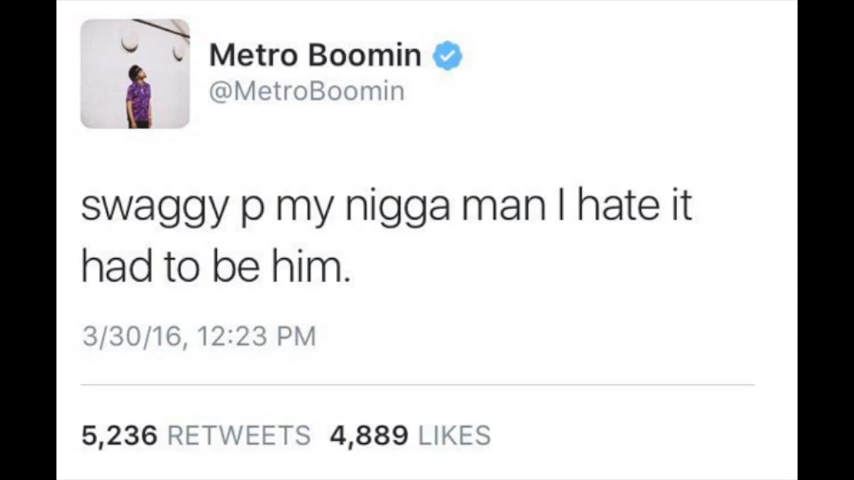 Metro Boomin
@MetroBoomin
swaggy p my nigga man I hate it
had to be him.
3/30/16, 12:23 PM
5,236 RETWEETS 4,889 LIKES